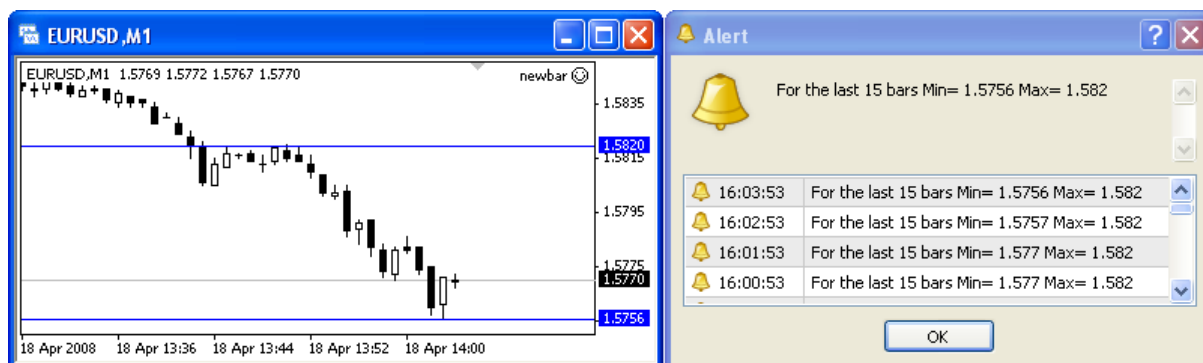 EURUSD,M1
EURUSD,M1 1.5769 1.5772 1.5767 1.5770
newbar
1.5835
1.5820
1.5815
1.5795
1.5775
1.5770
1.5756
18 Apr 2008 18 Apr 13:36 18 Apr 13:44 18 Apr 13:52 18 Apr 14:00
Alert
For the last 15 bars Min= 1.5756 Max= 1.582
16:03:53 For the last 15 bars Min= 1.5756 Max= 1.582
16:02:53 For the last 15 bars Min= 1.5757 Max= 1.582
16:01:53 For the last 15 bars Min= 1.577 Max= 1.582
16:00:53 For the last 15 bars Min= 1.577 Max= 1.582
OK